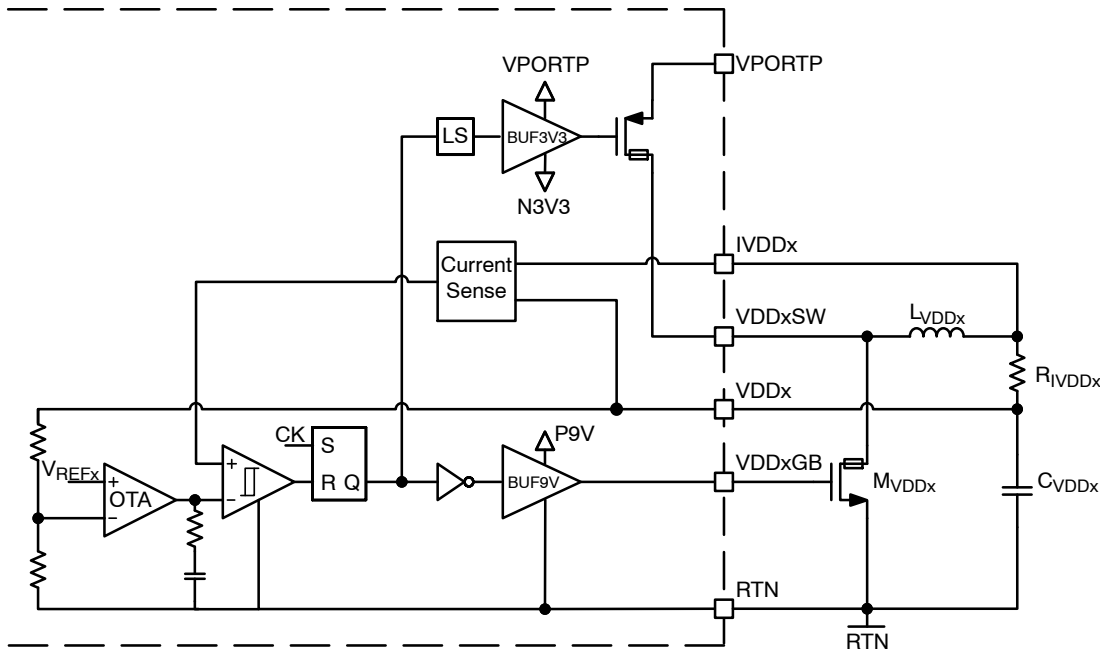 VPORTP
VPORTP
LS
BUF3V3
N3V3
IVDDx
Current
Sense
VDDxSW
LVDDx
RIVDDx
VDDx
CK
S
P9V
VREFx
R Q
BUF9V
VDDxGB
MVDDx
CVDDx
+
OTA
−
+
−
RTN
RTN